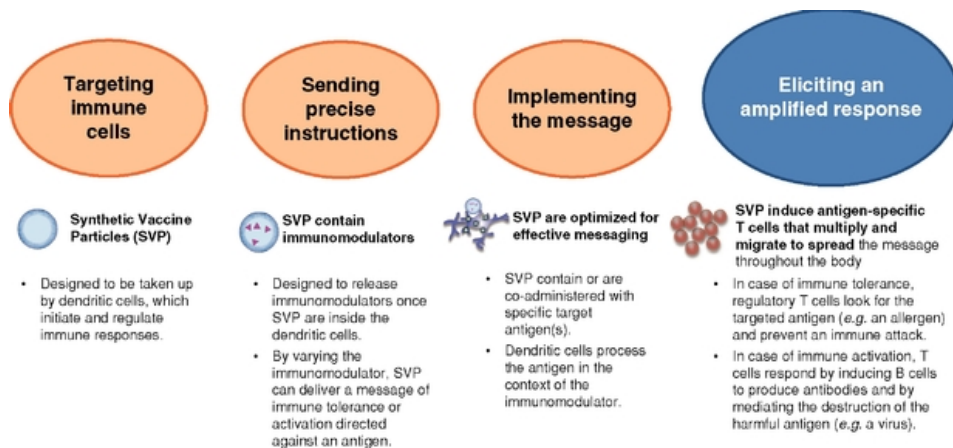 Targeting
immune
cells
Sending
precise
instructions
Implementing
the message
Eliciting an
amplified response
Synthetic Vaccine
Particles (SVP)
• Designed to be taken up
by dendritic cells, which
initiate and regulate
immune responses.
SVP contain
immunomodulators
• Designed to release
immunomodulators once
SVP are inside the
dendritic cells.
• By varying the
immunomodulator, SVP
can deliver a message of
immune tolerance or
activation directed
against an antigen.
SVP are optimized for
effective messaging
• SVP contain or are
co-administered with
specific target
antigen(s).
• Dendritic cells process
the antigen in the
context of the
immunomodulator.
SVP induce antigen-specific
T cells that multiply and
migrate to spread the message
throughout the body
• In case of immune tolerance,
regulatory T cells look for the
targeted antigen (e.g. an allergen)
and prevent an immune attack.
• In case of immune activation, T
cells respond by inducing B cells
to produce antibodies and by
mediating the destruction of the
harmful antigen (e.g. a virus).